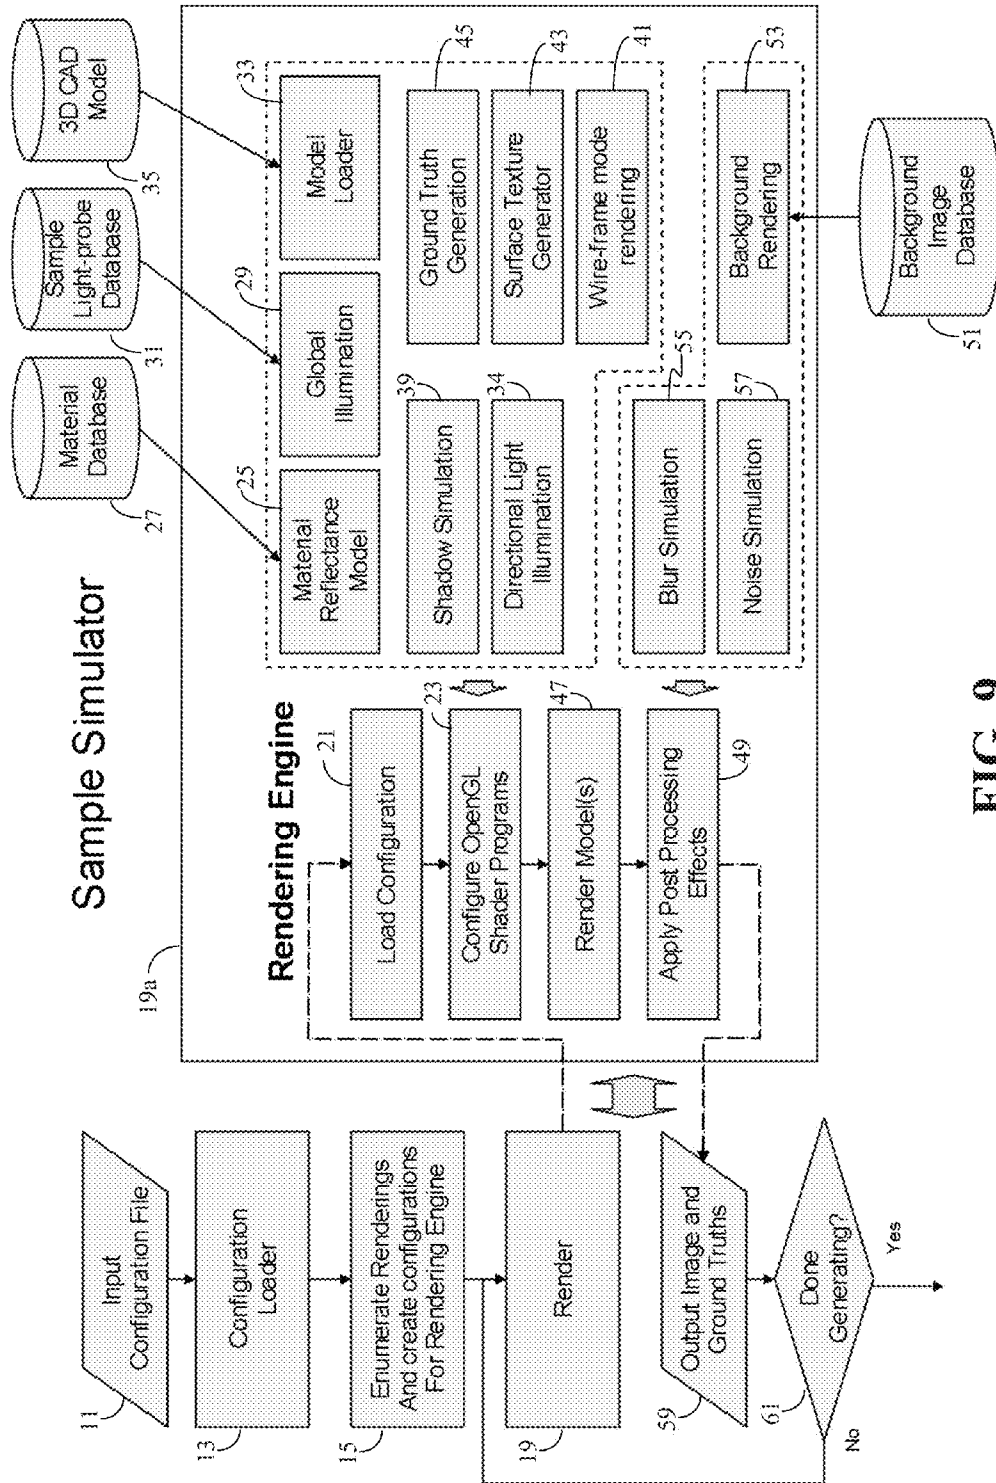 Sample Simulator
11
Input
Configuration File
13
Configuration
Loader
15
Enumerate Renderings
And create configurations
For Rendering Engine
19
Render
59
Output Image and
Ground Truths
61
Done
Generating?
No
Yes
19a
Rendering Engine
21
Load Configuration
23
Configure OpenGL
Shader Programs
47
Render Model(s)
49
Apply Post Processing
Effects
27
Material
Database
31
Sample
Light-probe
Database
35
3D CAD
Model
25
Material
Reflectance
Model
29
Global
Illumination
33
Model
Loader
39
Shadow Simulation
34
Directional Light
Illumination
45
Ground Truth
Generation
43
Surface Texture
Generator
41
Wire-frame mode
rendering
55
Blur Simulation
57
Noise Simulation
53
Background
Rendering
51
Background
Image
Database
FIG. 9